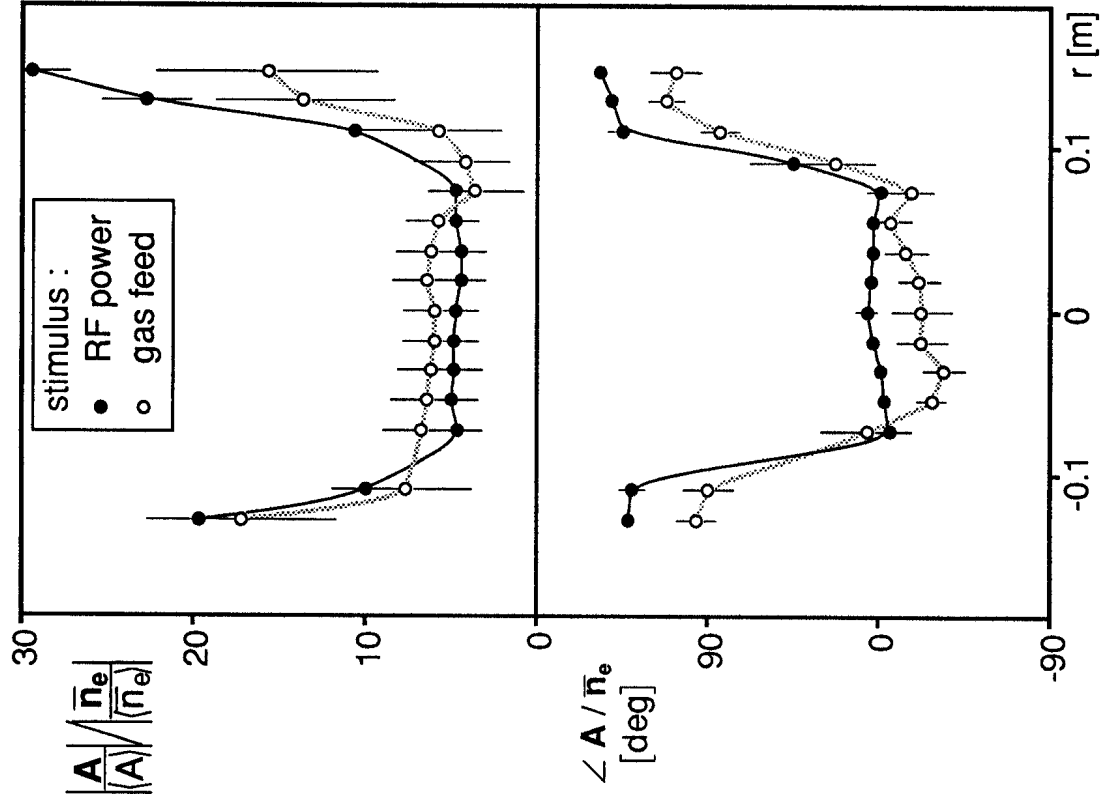 stimulus :
● RF power
○ gas feed
30
20
10
0
|A/⟨A⟩| / |n̅e/⟨n̅e⟩|
90
0
-90
∠ A / n̅e
[deg]
-0.1
0
0.1
r [m]